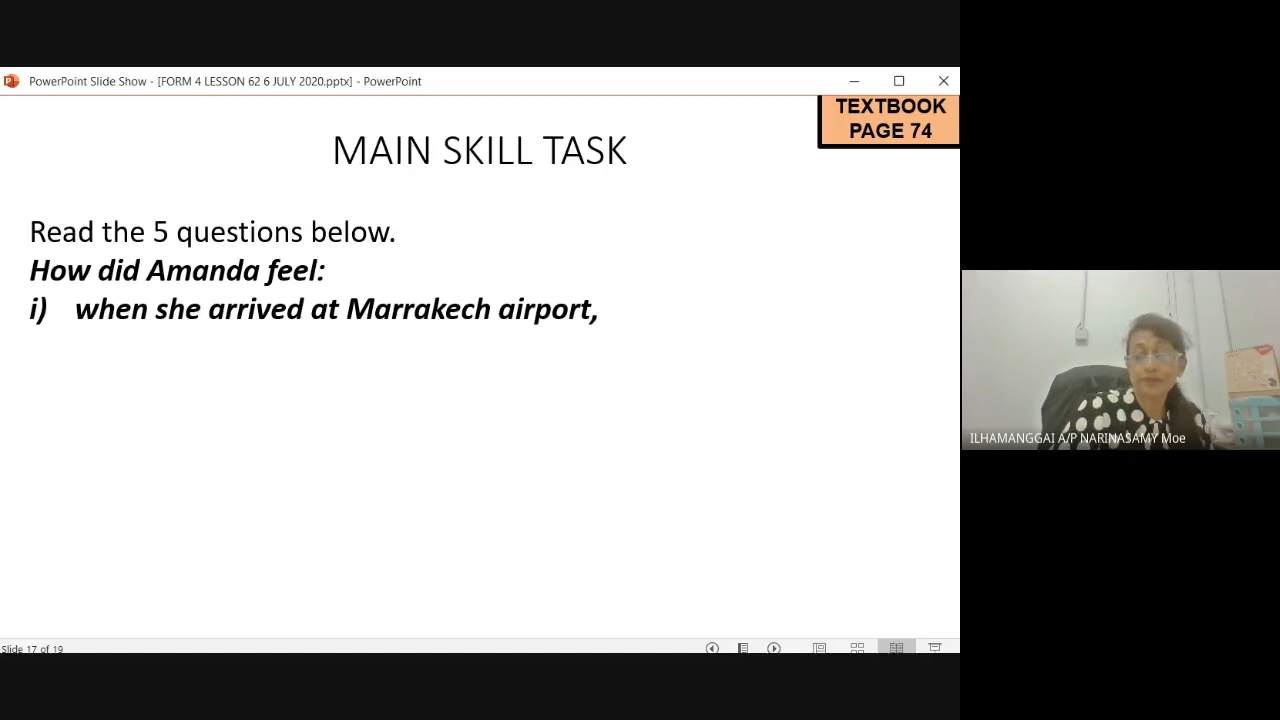 PowerPoint Slide Show - [FORM 4 LESSON 62 6 JULY 2020.pptx] - PowerPoint
TEXTBOOK
PAGE 74
MAIN SKILL TASK
Read the 5 questions below.
How did Amanda feel:
i) when she arrived at Marrakech airport,
ILHAMANGGAI A/P NARINASAMY Moe
Slide 17 of 19